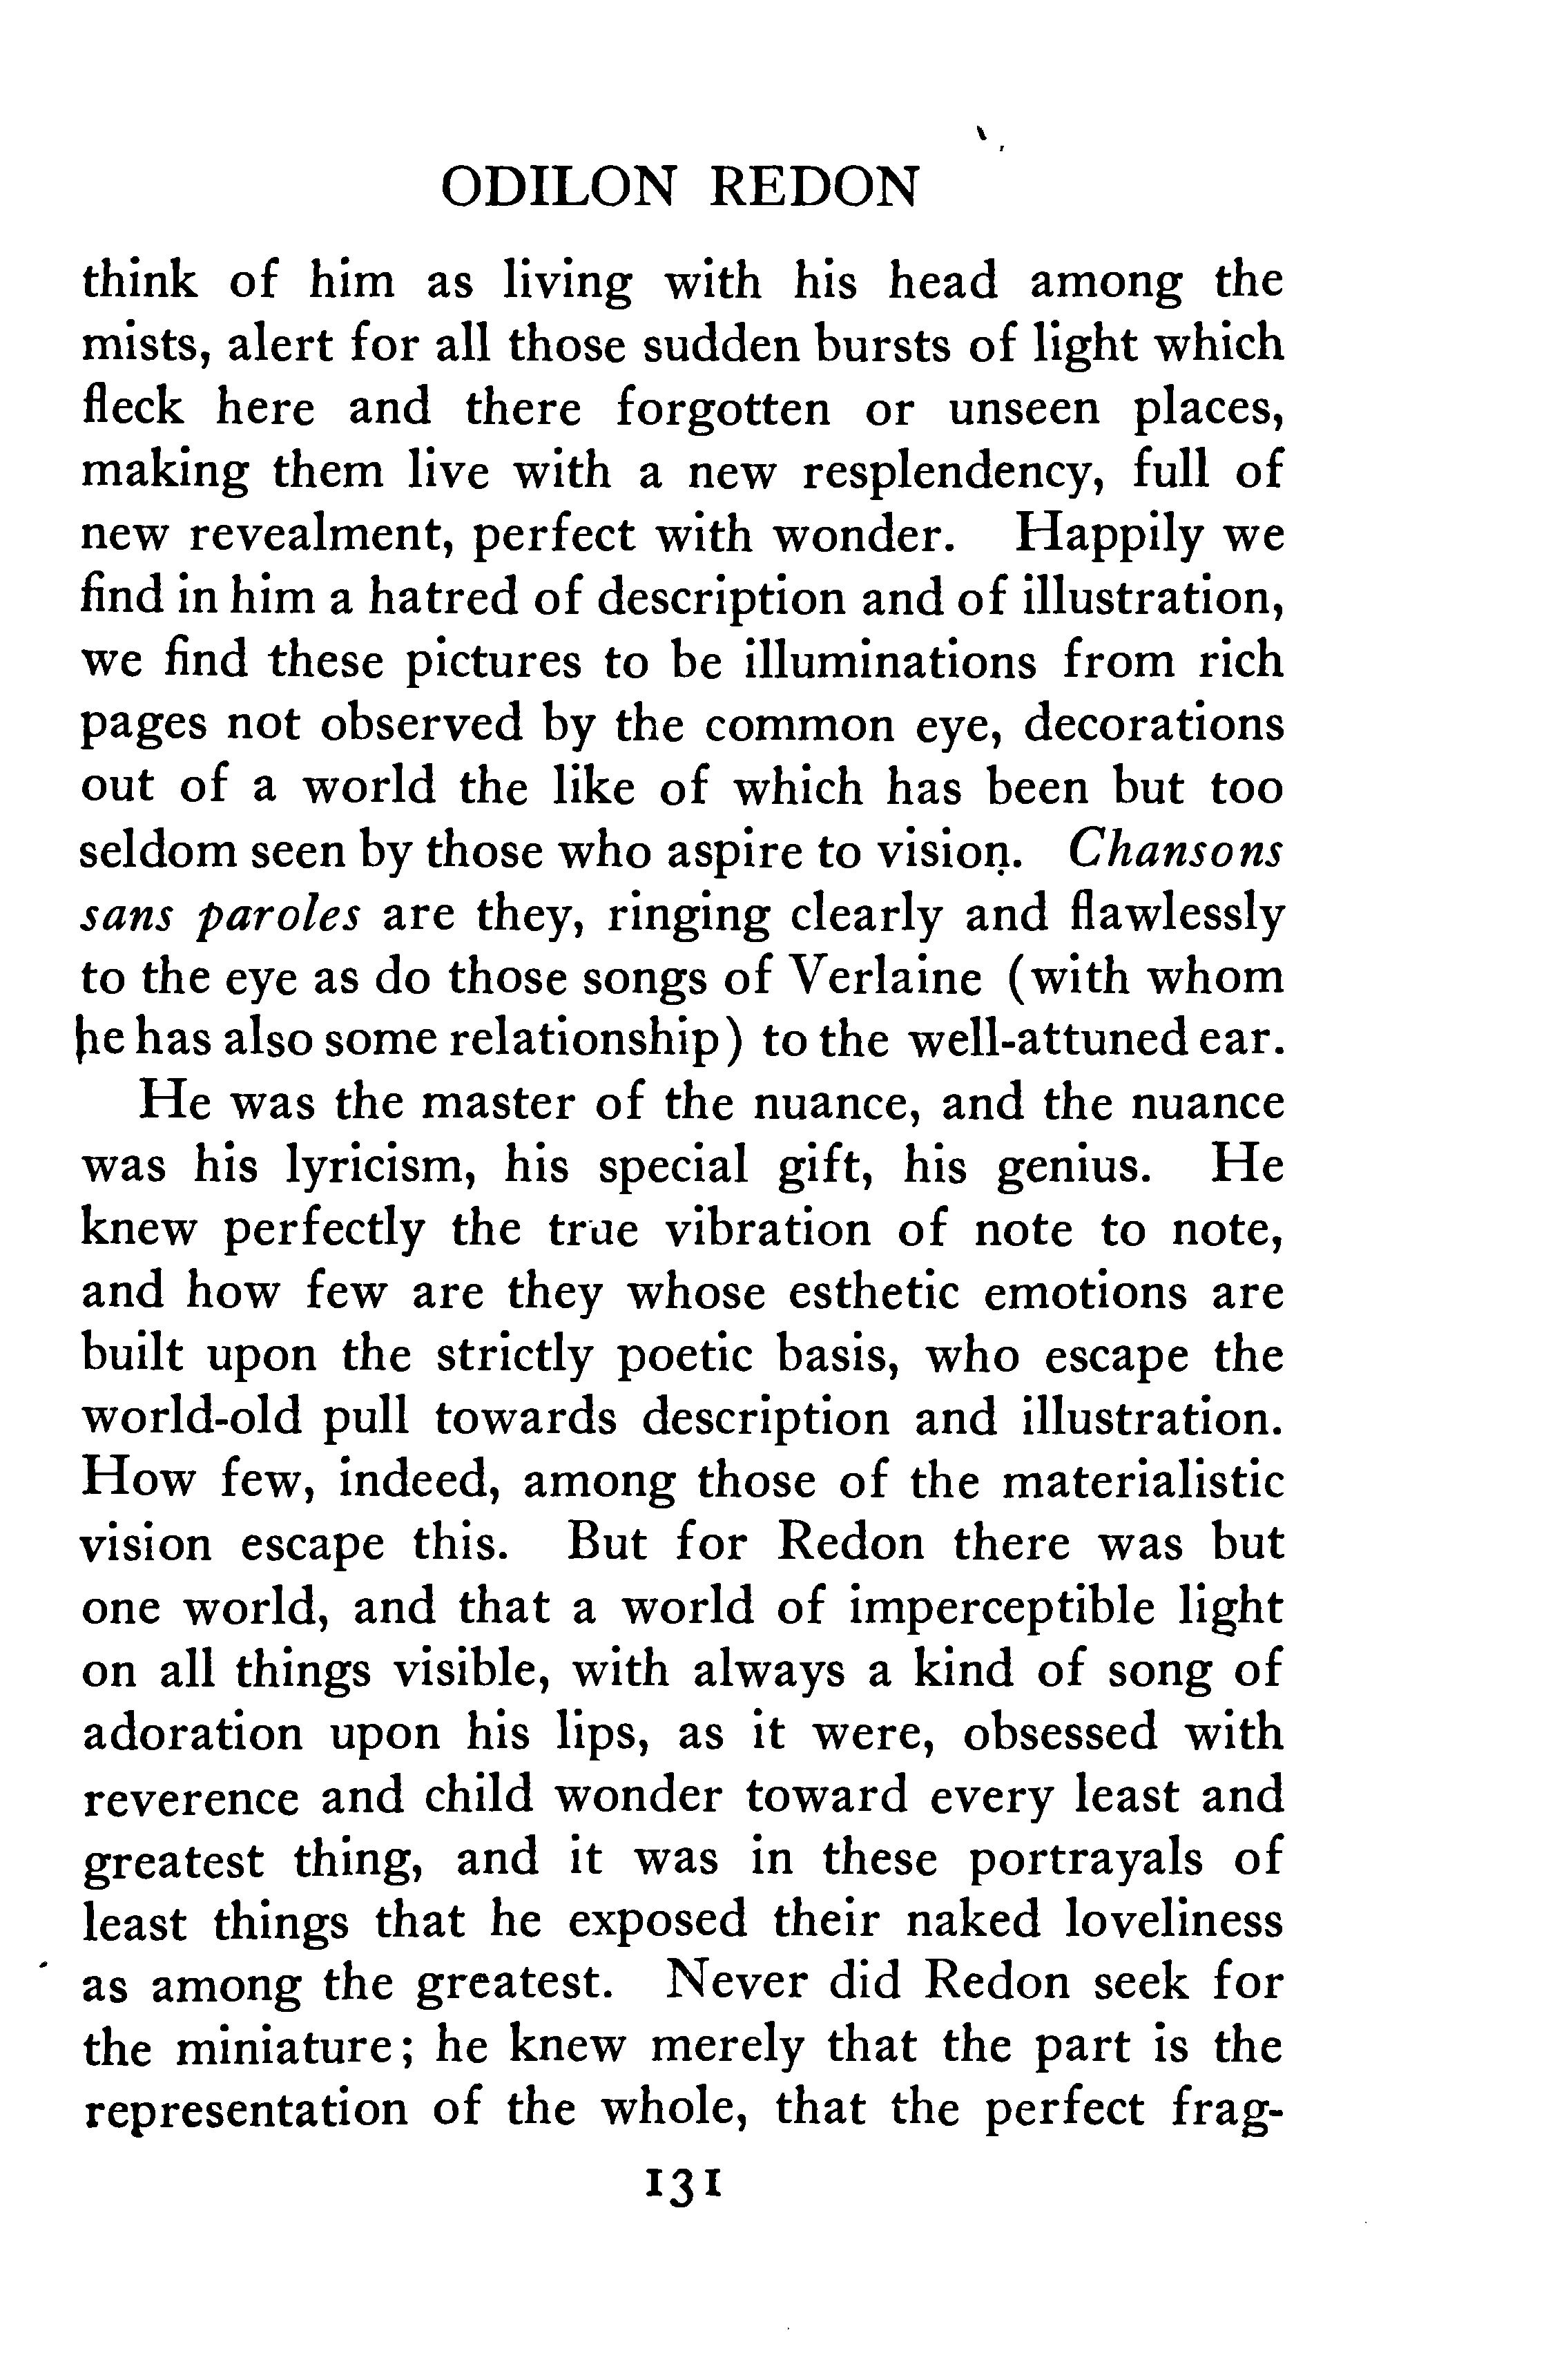 ODILON REDON
think of him as living with his head among the
mists, alert for all those sudden bursts of light which
fleck here and there forgotten or unseen places,
making them live with a new resplendency, full of
new revealment, perfect with wonder. Happily we
find in him a hatred of description and of illustration,
we find these pictures to be illuminations from rich
pages not observed by the common eye, decorations
out of a world the like of which has been but too
seldom seen by those who aspire to vision. Chansons
sans paroles are they, ringing clearly and flawlessly
to the eye as do those songs of Verlaine (with whom
he has also some relationship) to the well-attuned ear.
He was the master of the nuance, and the nuance
was his lyricism, his special gift, his genius. He
knew perfectly the true vibration of note to note,
and how few are they whose esthetic emotions are
built upon the strictly poetic basis, who escape the
world-old pull towards description and illustration.
How few, indeed, among those of the materialistic
vision escape this. But for Redon there was but
one world, and that a world of imperceptible light
on all things visible, with always a kind of song of
adoration upon his lips, as it were, obsessed with
reverence and child wonder toward every least and
greatest thing, and it was in these portrayals of
least things that he exposed their naked loveliness
as among the greatest. Never did Redon seek for
the miniature; he knew merely that the part is the
representation of the whole, that the perfect frag-
131